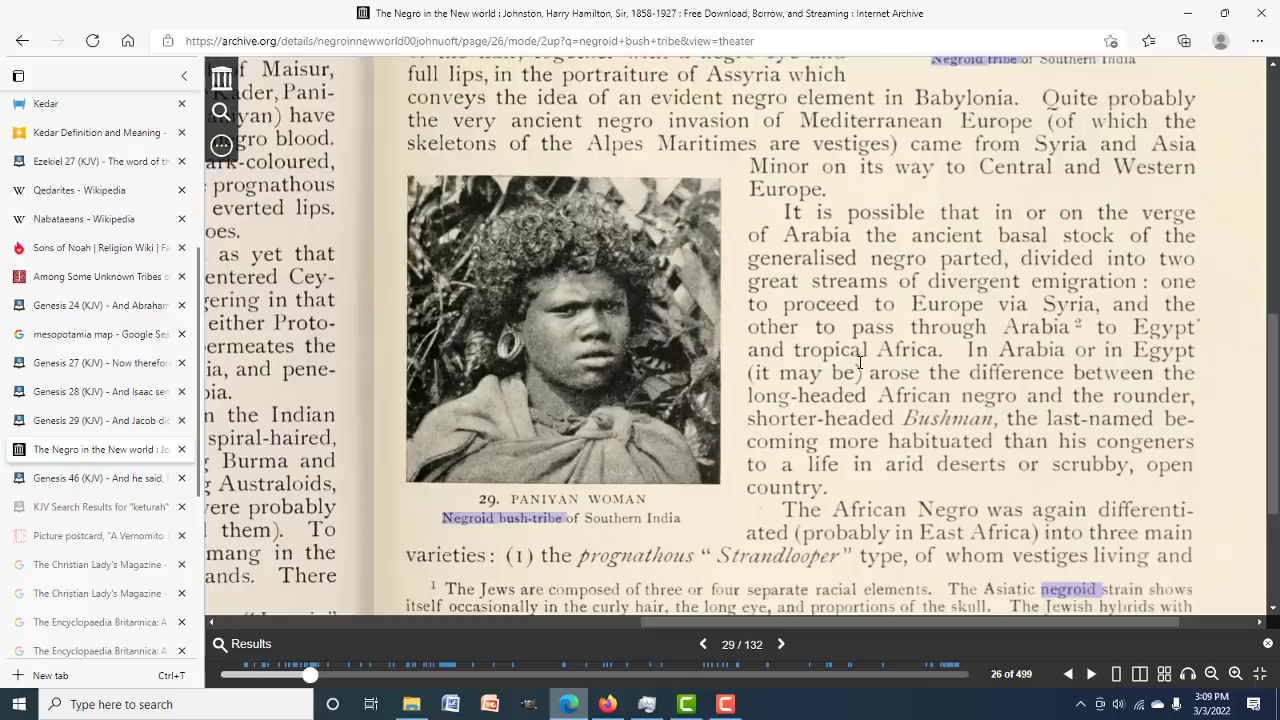 The Negro in the New world : Johnston, Harry Hamilton, Sir, 1858-1927 : Free Download, Borrow, and Streaming : Internet Archive
https://archive.org/details/negroinnewworld00johnuoft/page/26/mode/2up?q=negroid+bush+tribe&view=theater
Kedar
Kedar Definition and Meaning -
Ezekiel 27 (KJV) - The word of th
Qedarites - Wikipedia
Nabataeans - Wikipedia
Sons of Noah | Religion Wiki | Fa
Among Some Unknown Tribes o
Genesis 24 (KJV) - And Abraham
mesopotamia map - Google Sea
Genesis 27 (KJV) - Now therefor
Genesis 28 (KJV) - And Isaac sen
Genesis 29 (KJV) - And Jacob di
The Negro in the New world : Jo
Genesis 46 (KJV) - And he said,
KJV Search Results for "keturah"
Picture postcard, "A Vernomito J
The Christian Lady's Magazine -
The Christian Lady's Magazine -
The Encyclopaedia Britannica: A
The Encyclopaedia Britannica: A
New tab Ctrl+T
of Maisur,
Kader, Pani-
iyan) have
gro blood.
ark-coloured,
prognathous
everted lips.
oes.
as yet that
entered Cey-
gering in that
either Proto-
ermeates the
ia, and pene-
bia.
n the Indian
spiral-haired,
g Burma and
g Australoids,
vere probably
them). To
mang in the
ands. There
Negroid tribe of Southern India
full lips, in the portraiture of Assyria which
conveys the idea of an evident negro element in Babylonia. Quite probably
the very ancient negro invasion of Mediterranean Europe (of which the
skeletons of the Alpes Maritimes are vestiges) came from Syria and Asia
Minor on its way to Central and Western
Europe.
It is possible that in or on the verge
of Arabia the ancient basal stock of the
generalised negro parted, divided into two
great streams of divergent emigration : one
to proceed to Europe via Syria, and the
other to pass through Arabia ² to Egypt
and tropical Africa. In Arabia or in Egypt
(it may be) arose the difference between the
long-headed African negro and the rounder,
shorter-headed Bushman, the last-named be-
coming more habituated than his congeners
to a life in arid deserts or scrubby, open
country.
29. PANIYAN WOMAN
Negroid bush-tribe of Southern India
The African Negro was again differenti-
ated (probably in East Africa) into three main
varieties : (1) the prognathous " Strandlooper " type, of whom vestiges living and
¹ The Jews are composed of three or four separate racial elements. The Asiatic negroid strain shows
itself occasionally in the curly hair, the long eye, and proportions of the skull. The Jewish hybrids with
Results
29 / 132
26 of 499
Type here to search
3:09 PM
3/3/2022